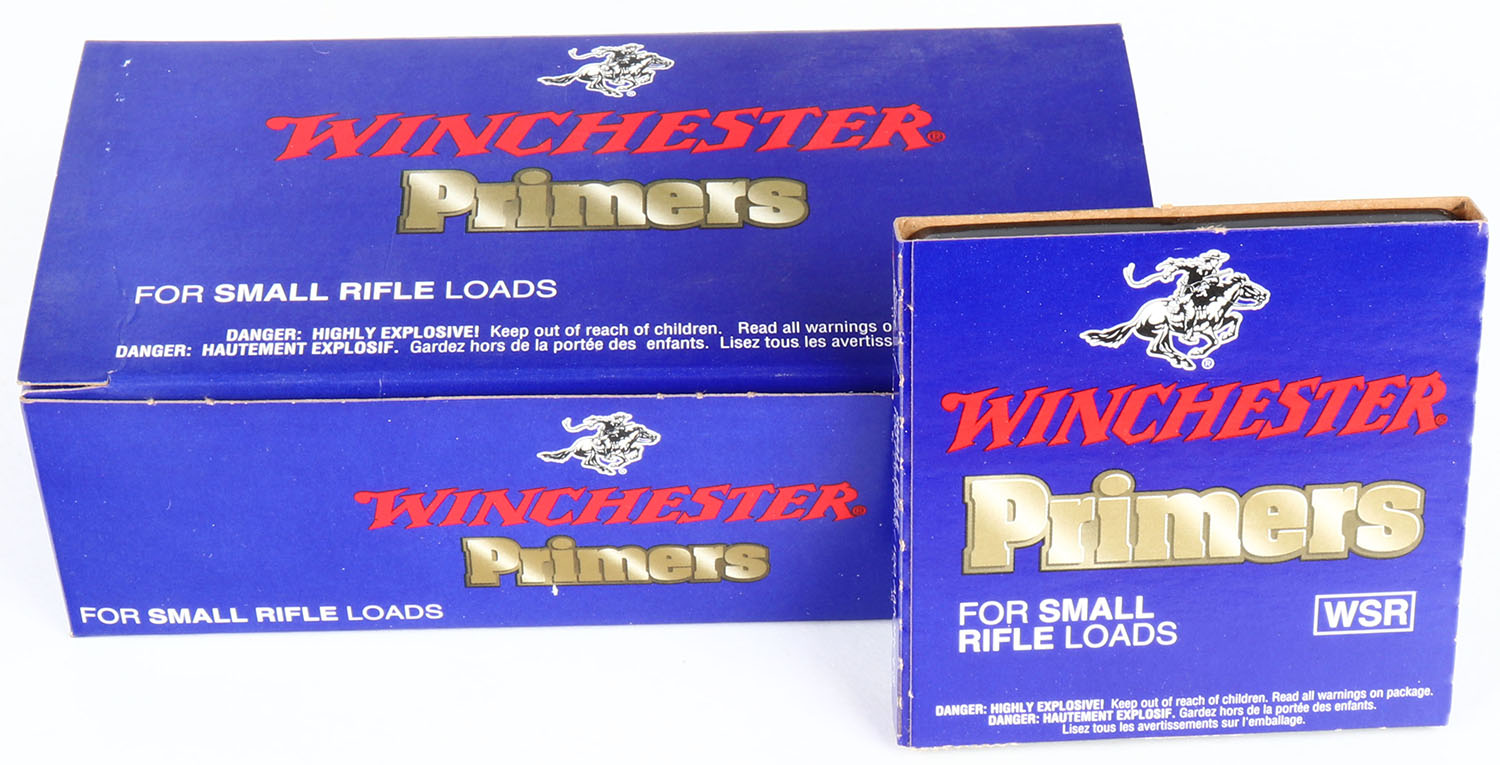 WINCHESTER®
Primers
FOR SMALL RIFLE LOADS
DANGER: HIGHLY EXPLOSIVE! Keep out of reach of children. Read all warnings
DANGER: HAUTEMENT EXPLOSIF. Gardez hors de la portée des enfants. Lisez tous les
WINCHESTER®
Primers
FOR SMALL RIFLE LOADS
®
WINCHESTER®
Primers
FOR SMALL
RIFLE LOADS
WSR
DANGER: HIGHLY EXPLOSIVE! Keep out of reach of children. Read all warnings on package.
DANGER: HAUTEMENT EXPLOSIF. Gardez hors de la portée des enfants.
Lisez tous les avertissements sur l'emballage.